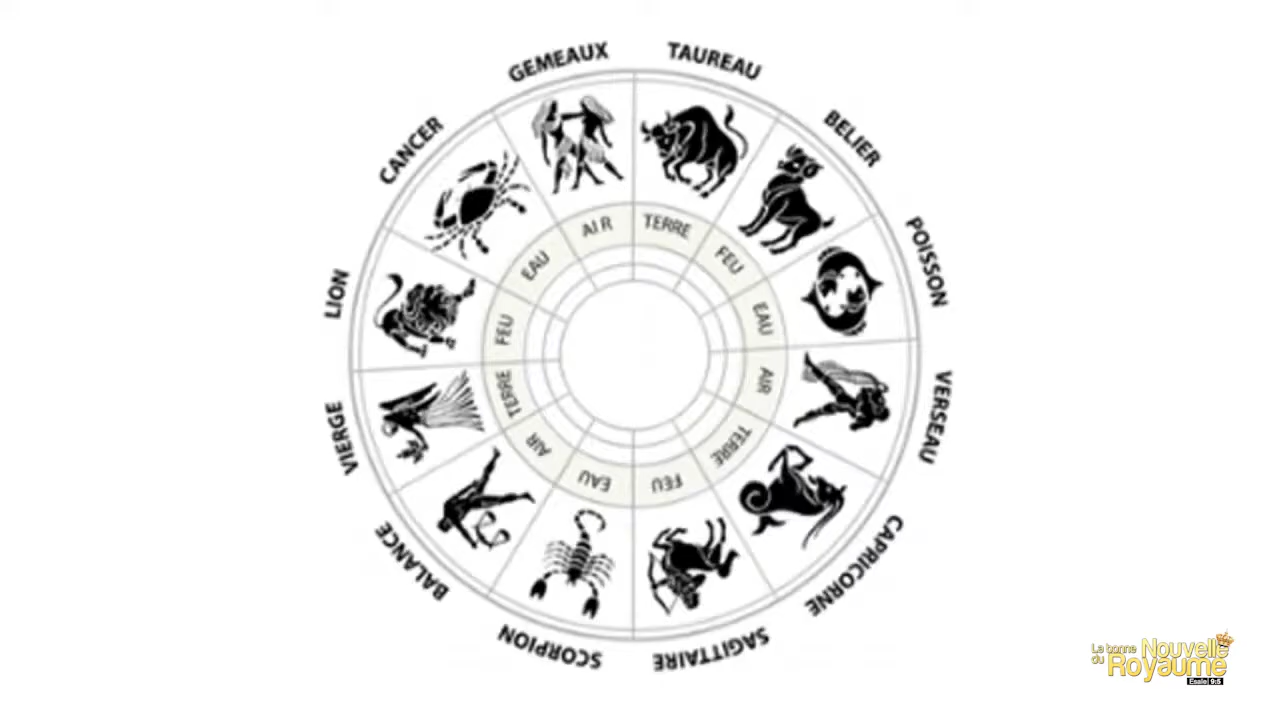 GEMEAUX
TAUREAU
BELIER
POISSON
VERSEAU
CAPRICORNE
SAGITTAIRE
SCORPION
BALANCE
VIERGE
LION
CANCER
AIR
TERRE
FEU
EAU
AIR
TERRE
FEU
EAU
AIR
TERRE
FEU
EAU
La bonne Nouvelle
du Royaume
Esaïe 9:5